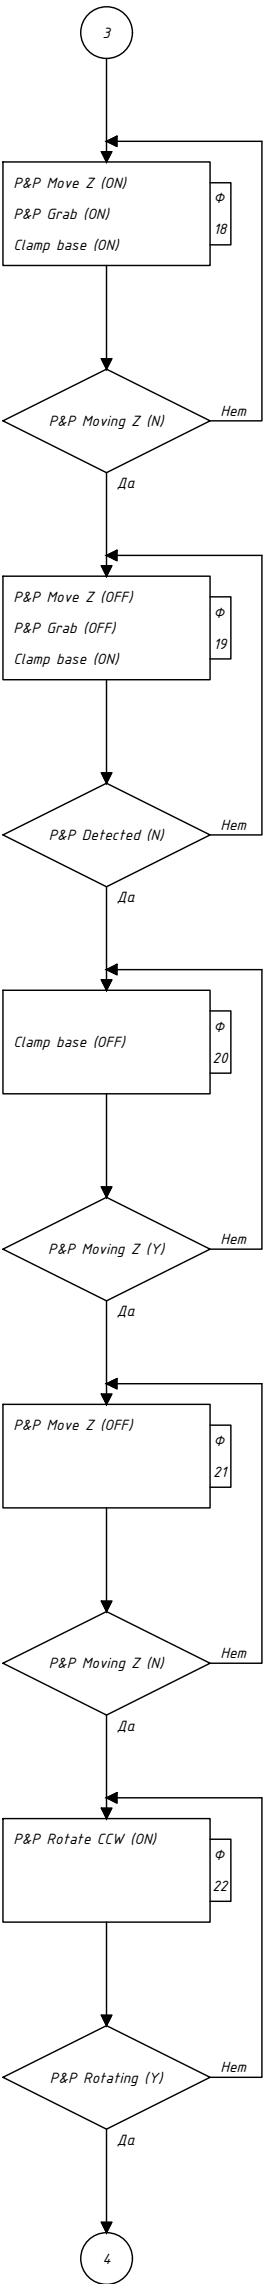 3
P&P Move Z (ON)
P&P Grab (ON)
Clamp base (ON)
Ф
18
P&P Moving Z (N)
Нет
Да
P&P Move Z (OFF)
P&P Grab (OFF)
Clamp base (ON)
Ф
19
P&P Detected (N)
Нет
Да
Clamp base (OFF)
Ф
20
P&P Moving Z (Y)
Нет
Да
P&P Move Z (OFF)
Ф
21
P&P Moving Z (N)
Нет
Да
P&P Rotate CCW (ON)
Ф
22
P&P Rotating (Y)
Нет
Да
4